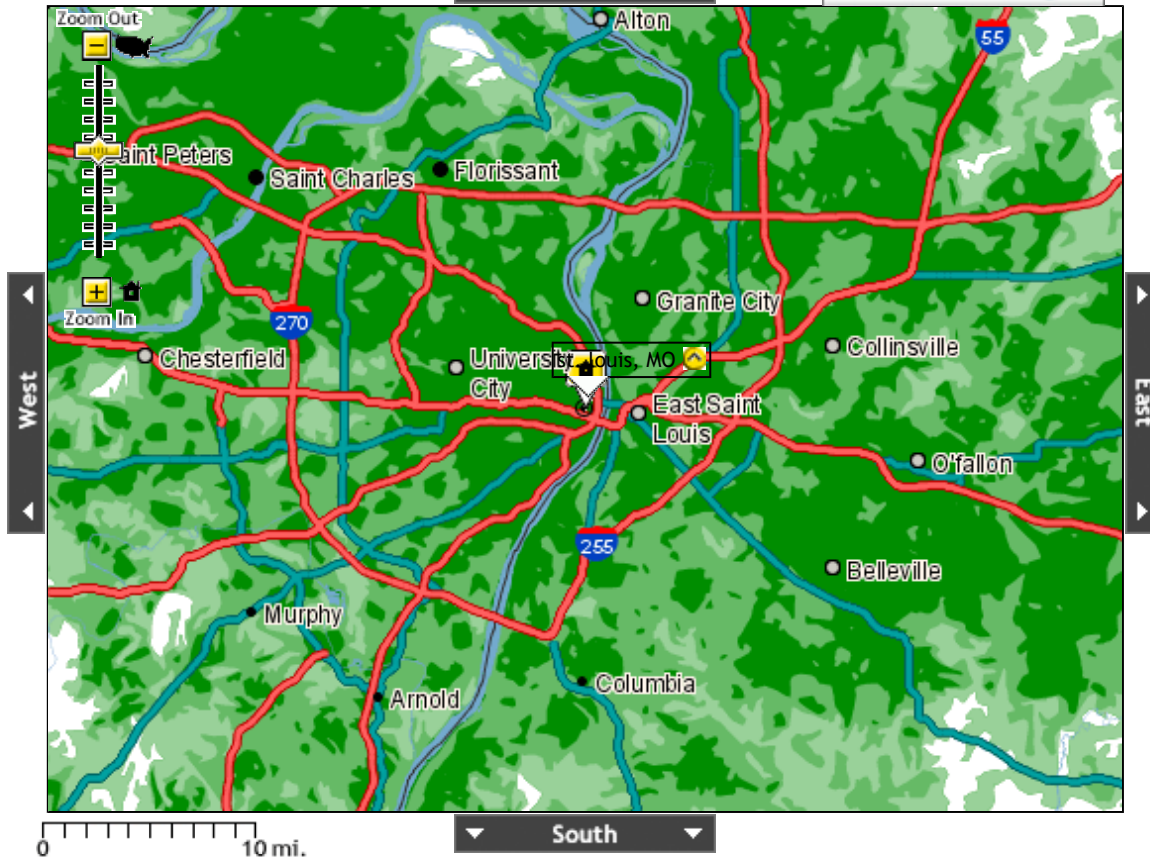 Zoom Out
Alton
55
Saint Peters
Saint Charles
Florissant
Zoom In
270
Granite City
Chesterfield
University
City
St. Louis, MO
Collinsville
West
East
East Saint
Louis
O'fallon
255
Belleville
Murphy
Columbia
Arnold
South
0
10 mi.